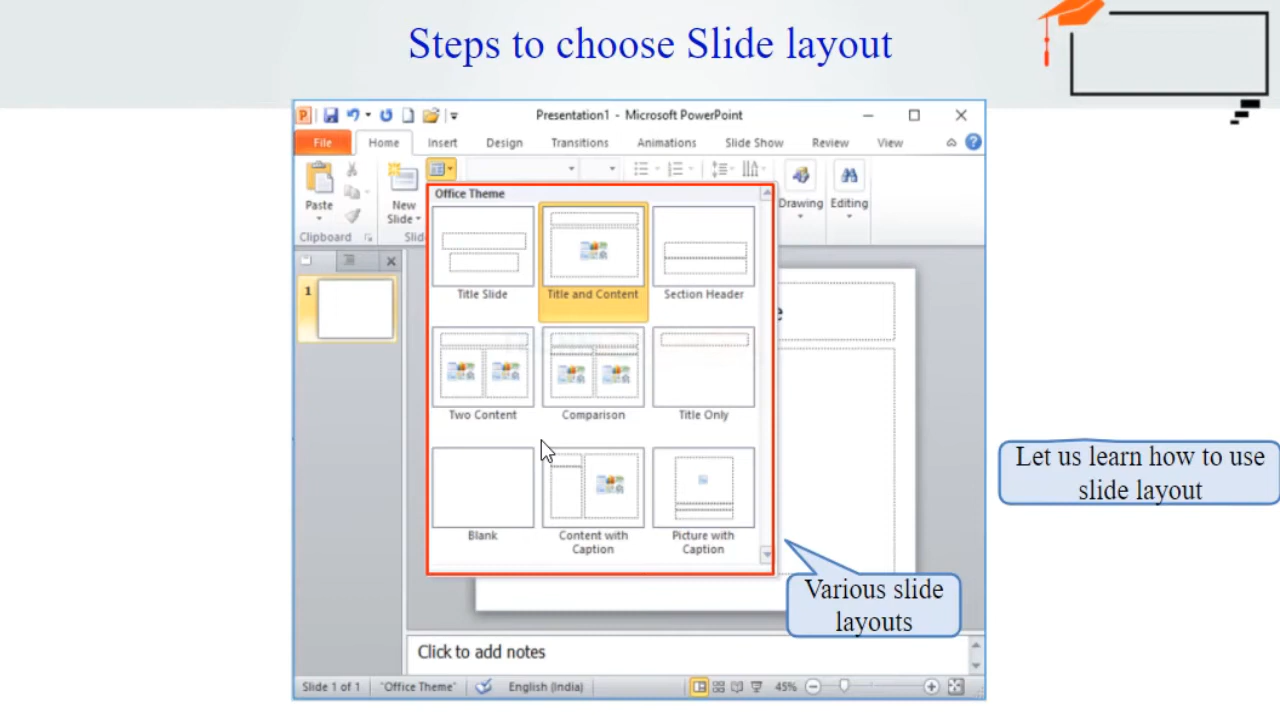 Steps to choose Slide layout
Presentation1 - Microsoft PowerPoint
File Home Insert Design Transitions Animations Slide Show Review View
Paste
New
Slide
Drawing
Editing
Clipboard
Office Theme
Title Slide
Title and Content
Section Header
1
Two Content
Comparison
Title Only
Blank
Content with
Caption
Picture with
Caption
Let us learn how to use
slide layout
Various slide
layouts
Click to add notes
Slide 1 of 1 "Office Theme" English (India) 45%